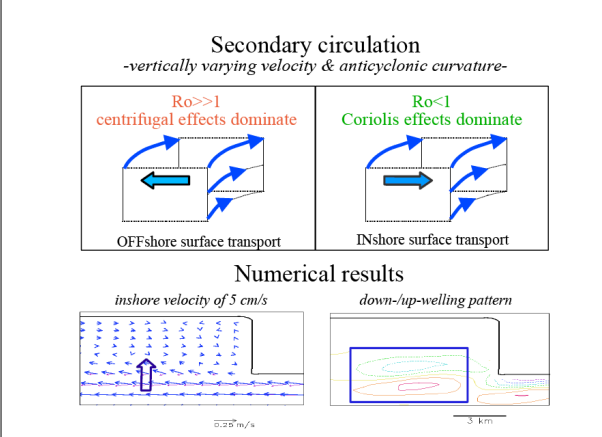 Secondary circulation
-vertically varying velocity & anticyclonic curvature-
Ro>>1
centrifugal effects dominate
OFFshore surface transport
Ro<1
Coriolis effects dominate
INshore surface transport
Numerical results
inshore velocity of 5 cm/s
0.25 m/s
down-/up-welling pattern
3 km